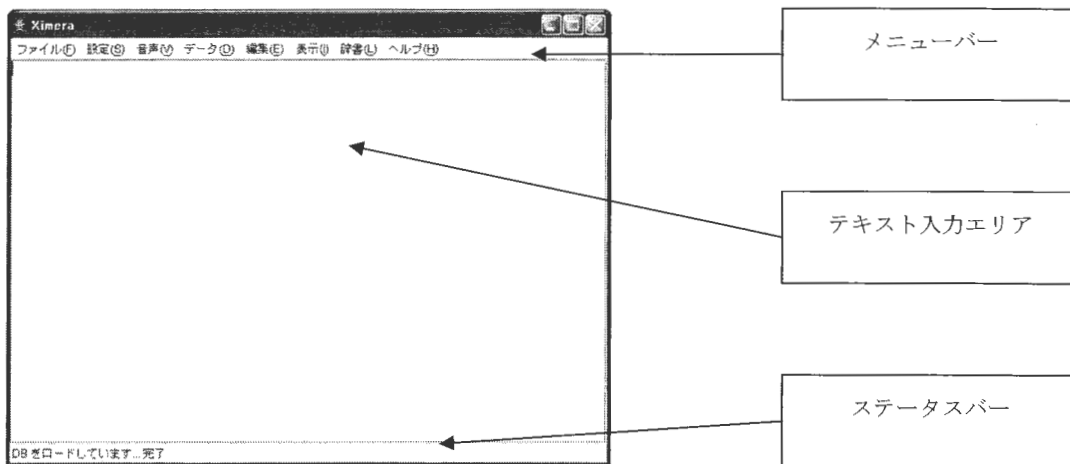 Ximera
ファイル(F) 設定(S) 音声(V) データ(D) 編集(E) 表示(I) 辞書(L) ヘルプ(H)
メニューバー
テキスト入力エリア
ステータスバー
DBをロードしています...完了